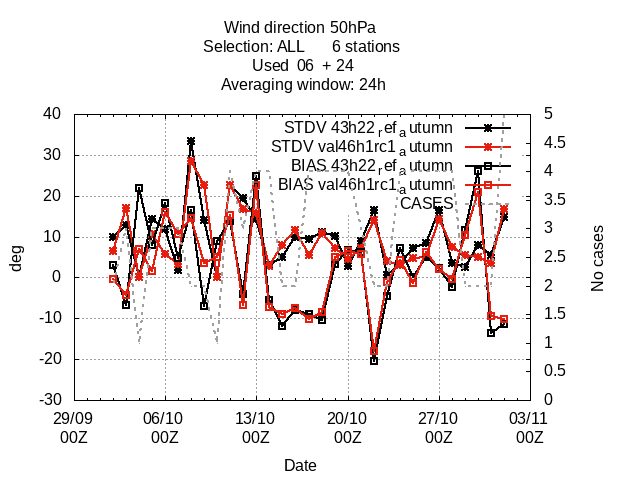 Wind direction 50hPa
Selection: ALL 6 stations
Used 06 + 24
Averaging window: 24h
STDV 43h22_ref_autumn
STDV val46h1rc1_autumn
BIAS 43h22_ref_autumn
BIAS val46h1rc1_autumn
CASES
40
30
20
10
0
-10
-20
-30
deg
5
4.5
4
3.5
3
2.5
2
1.5
1
0.5
0
No cases
29/09 06/10 13/10 20/10 27/10 03/11
00Z 00Z 00Z 00Z 00Z 00Z
Date